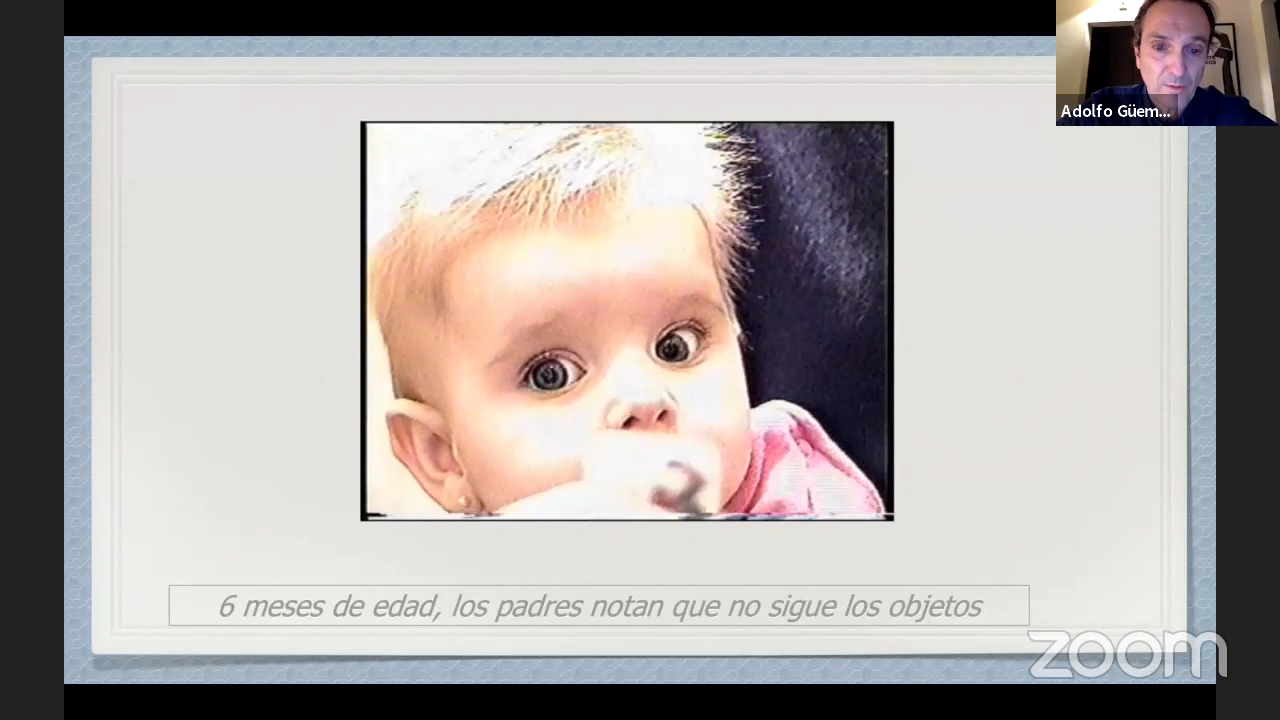 Adolfo Güem...
6 meses de edad, los padres notan que no sigue los objetos
zoom